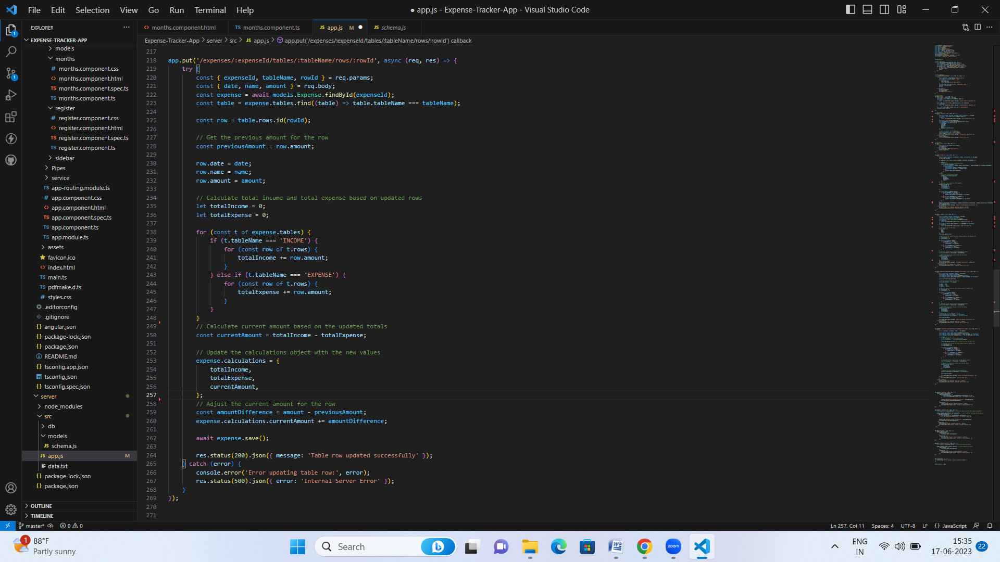 File Edit Selection View Go Run Terminal Help
● app.js - Expense-Tracker-App - Visual Studio Code
EXPLORER ...
months.component.html
TS months.component.ts
JS app.js M ●
JS schema.js
EXPENSE-TRACKER-APP
Expense-Tracker-App > server > src > JS app.js > app.put('/expenses/:expenseId/tables/:tableName/rows/:rowId') callback
models
months
# months.component.css
<> months.component.html
TS months.component.spec.ts
TS months.component.ts
register
# register.component.css
<> register.component.html
TS register.component.spec.ts
TS register.component.ts
sidebar
Pipes
service
TS app-routing.module.ts
# app.component.css
<> app.component.html
TS app.component.spec.ts
TS app.component.ts
TS app.module.ts
assets
favicon.ico
<> index.html
TS main.ts
TS pdfmake.d.ts
# styles.css
.editorconfig
.gitignore
{} angular.json
{} package-lock.json
{} package.json
README.md
{} tsconfig.app.json
tsconfig.json
{} tsconfig.spec.json
server
node_modules
src
db
models
JS schema.js
JS app.js M
data.txt
{} package-lock.json
{} package.json
OUTLINE
TIMELINE
217
218 app.put('/expenses/:expenseId/tables/:tableName/rows/:rowId', async (req, res) => {
219 try {
220 const { expenseId, tableName, rowId } = req.params;
221 const { date, name, amount } = req.body;
222 const expense = await models.Expense.findById(expenseId);
223 const table = expense.tables.find((table) => table.tableName === tableName);
224
225 const row = table.rows.id(rowId);
226
227 // Get the previous amount for the row
228 const previousAmount = row.amount;
229
230 row.date = date;
231 row.name = name;
232 row.amount = amount;
233
234 // Calculate total income and total expense based on updated rows
235 let totalIncome = 0;
236 let totalExpense = 0;
237
238 for (const t of expense.tables) {
239 if (t.tableName === 'INCOME') {
240 for (const row of t.rows) {
241 totalIncome += row.amount;
242 }
243 } else if (t.tableName === 'EXPENSE') {
244 for (const row of t.rows) {
245 totalExpense += row.amount;
246 }
247 }
248 }
249 // Calculate current amount based on the updated totals
250 const currentAmount = totalIncome - totalExpense;
251
252 // Update the calculations object with the new values
253 expense.calculations = {
254 totalIncome,
255 totalExpense,
256 currentAmount,
257 };
258 // Adjust the current amount for the row
259 const amountDifference = amount - previousAmount;
260 expense.calculations.currentAmount += amountDifference;
261
262 await expense.save();
263
264 res.status(200).json({ message: 'Table row updated successfully' });
265 } catch (error) {
266 console.error('Error updating table row:', error);
267 res.status(500).json({ error: 'Internal Server Error' });
268 }
269 });
270
271
master* 0 0
Ln 257, Col 11 Spaces: 4 UTF-8 LF {} JavaScript
1 88°F
Partly sunny
Search
zoom
ENG
IN
15:35
17-06-2023
22